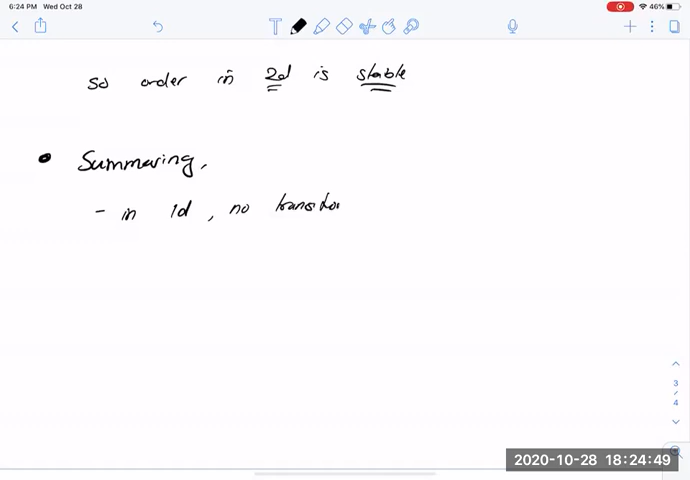 6:24 PM Wed Oct 28
46%
so order in 2d is stable
Summaring,
- in 1d, no transition
3
/
4
2020-10-28 18:24:49